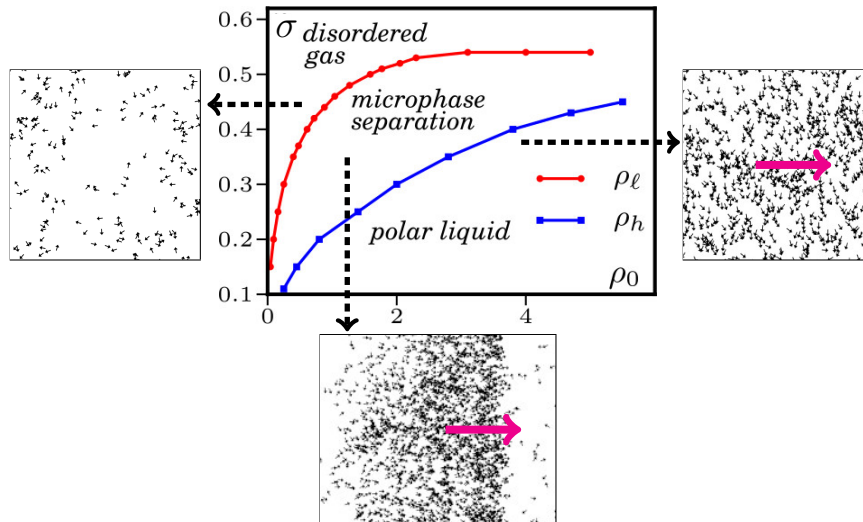 0.6
σ disordered
gas
0.5
microphase
separation
0.4
0.3
ρℓ
ρh
0.2
polar liquid
ρ0
0.1
0
2
4